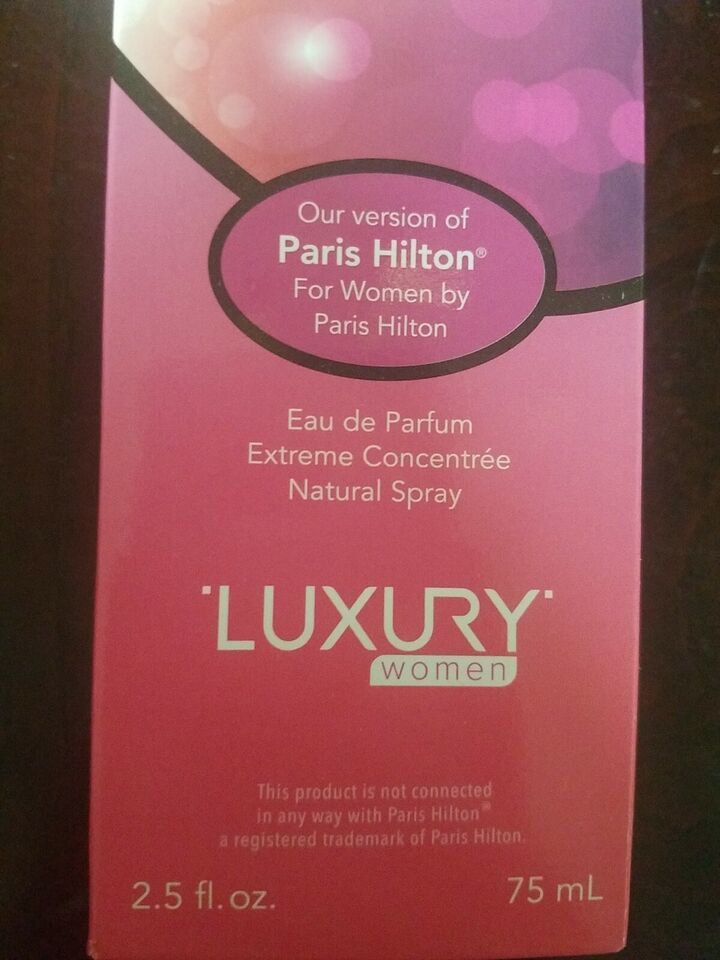 Our version of
Paris Hilton®
For Women by
Paris Hilton
Eau de Parfum
Extreme Concentrée
Natural Spray
LUXURY
women
This product is not connected
in any way with Paris Hilton®
a registered trademark of Paris Hilton.
2.5 fl. oz. 75 mL